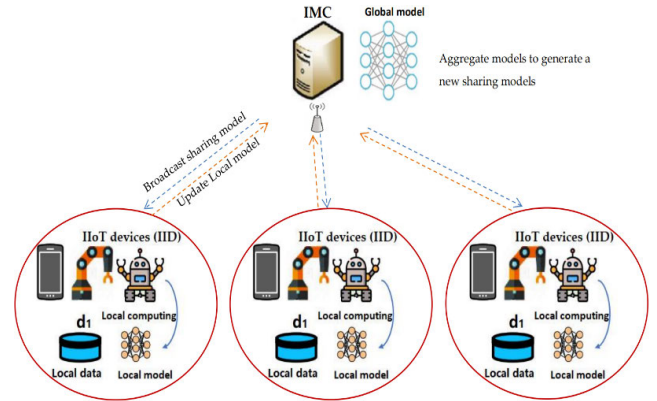 IMC
Global model
Aggregate models to generate a
new sharing models
Broadcast sharing model
Update Local model
IIoT devices (IID)
Local computing
d1
Local data
Local model
IIoT devices (IID)
Local computing
d1
Local data
Local model
IIoT devices (IID)
Local computing
d1
Local data
Local model